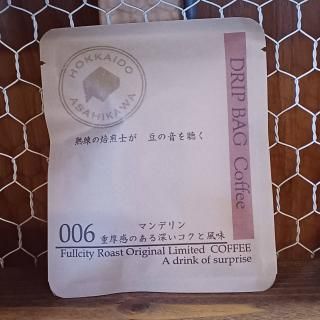 HOKKAIDO
ASAHIKAWA
DRIP BAG Coffee
熟練の焙煎士が 豆の音を聴く
006 マンデリン
重厚感のある深いコクと風味
Fullcity Roast Original Limited COFFEE
A drink of surprise